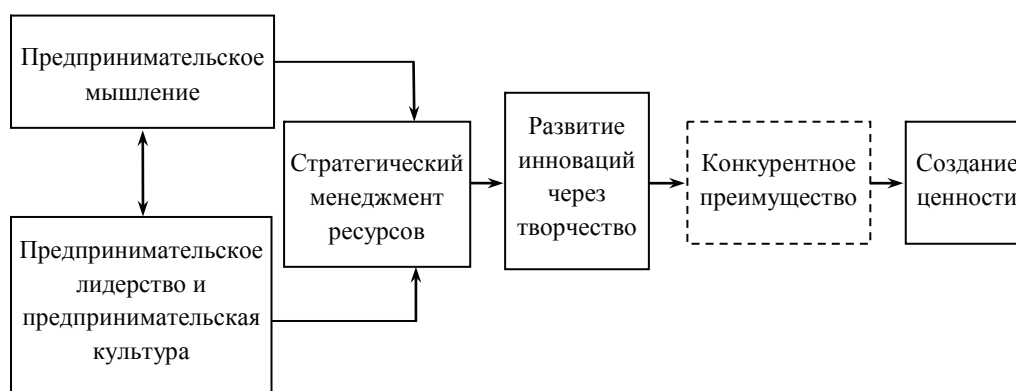 Предпринимательское
мышление
Предпринимательское
лидерство и
предпринимательская
культура
Стратегический
менеджмент
ресурсов
Развитие
инноваций
через
творчество
Конкурентное
преимущество
Создание
ценности